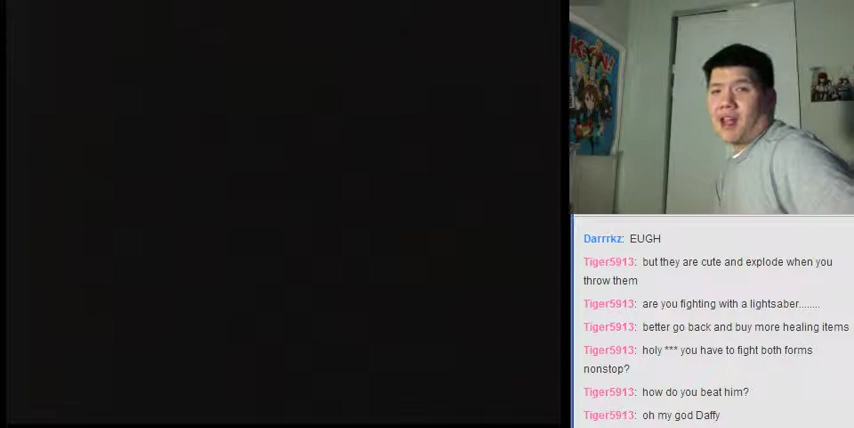 K-ON!
Darrrkz: EUGH
Tiger5913: but they are cute and explode when you
throw them
Tiger5913: are you fighting with a lightsaber........
Tiger5913: better go back and buy more healing items
Tiger5913: holy *** you have to fight both forms
nonstop?
Tiger5913: how do you beat him?
Tiger5913: oh my god Daffy